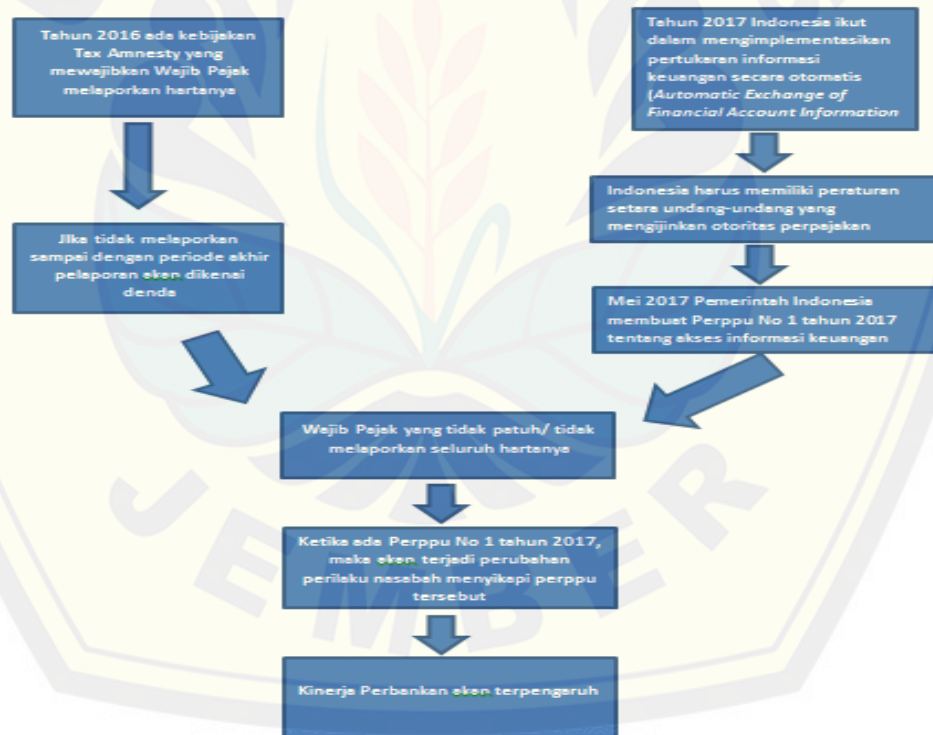 Tahun 2016 ada kebijakan
Tax Amnesty yang
mewajibkan Wajib Pajak
melaporkan hartanya
Jika tidak melaporkan
sampai dengan periode akhir
pelaporan akan dikenai
denda
Tahun 2017 Indonesia ikut
dalam mengimplementasikan
pertukaran informasi
keuangan secara otomatis
(Automatic Exchange of
Financial Account Information
Indonesia harus memiliki peraturan
setara undang-undang yang
mengijinkan otoritas perpajakan
Mei 2017 Pemerintah Indonesia
membuat Perppu No 1 tahun 2017
tentang akses informasi keuangan
Wajib Pajak yang tidak patuh/ tidak
melaporkan seluruh hartanya
Ketika ada Perppu No 1 tahun 2017,
maka akan terjadi perubahan
perilaku nasabah menyikapi perppu
tersebut
Kinerja Perbankan akan terpengaruh
JEMBER